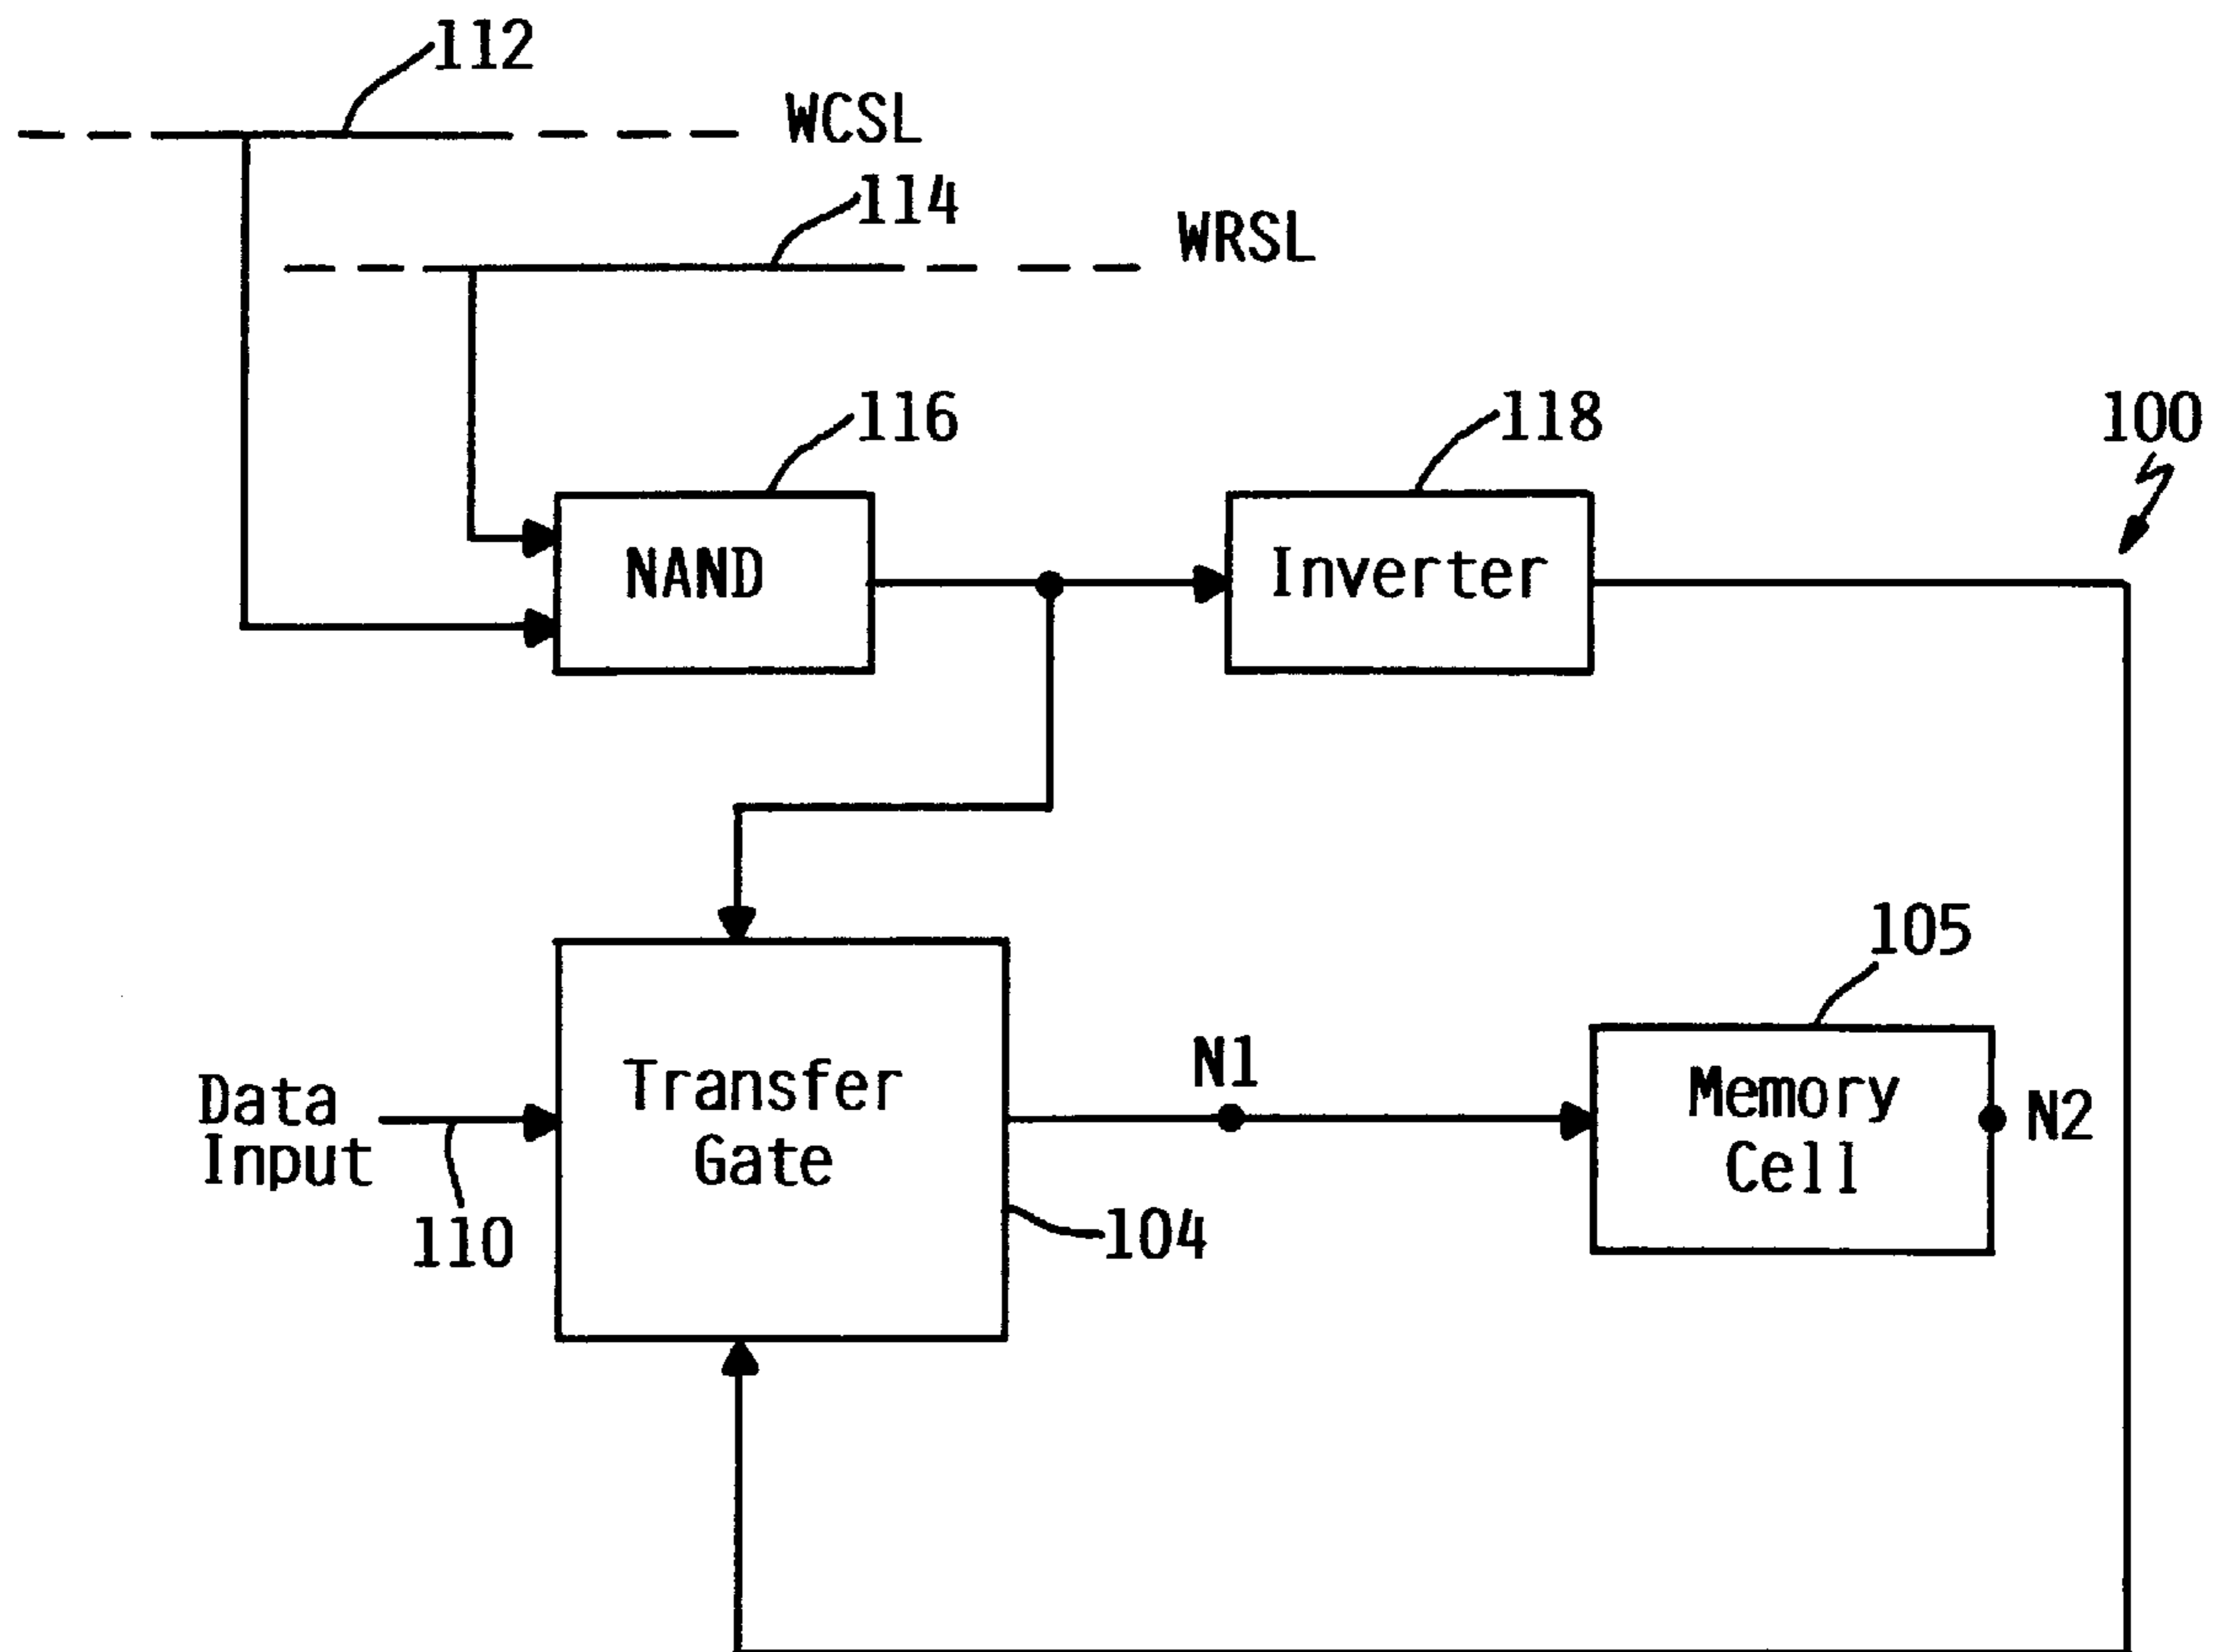 112
WCSL
114
WRSL
116
118
100
NAND
Inverter
105
Data
Input
110
Transfer
Gate
104
N1
Memory
Cell
N2